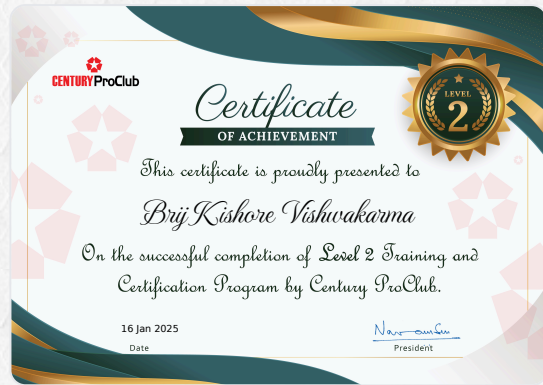 CENTURY ProClub
Certificate
OF ACHIEVEMENT
LEVEL
2
This certificate is proudly presented to
Brij Kishore Vishwakarma
On the successful completion of Level 2 Training and
Certification Program by Century ProClub.
16 Jan 2025
Date
President